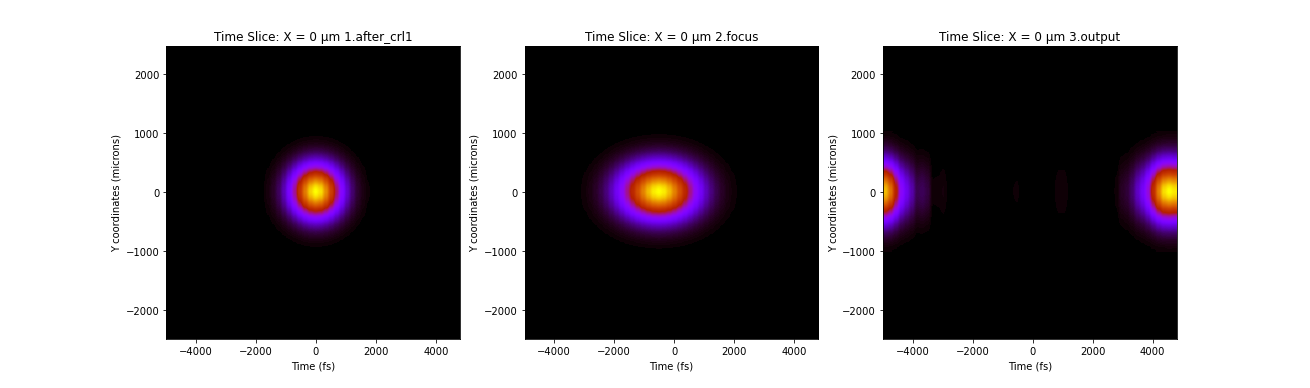 Time Slice: X = 0 μm 1.after_crl1
Y coordinates (microns)
2000
1000
0
−1000
−2000
−4000 −2000 0 2000 4000
Time (fs)
Time Slice: X = 0 μm 2.focus
Y coordinates (microns)
2000
1000
0
−1000
−2000
−4000 −2000 0 2000 4000
Time (fs)
Time Slice: X = 0 μm 3.output
Y coordinates (microns)
2000
1000
0
−1000
−2000
−4000 −2000 0 2000 4000
Time (fs)